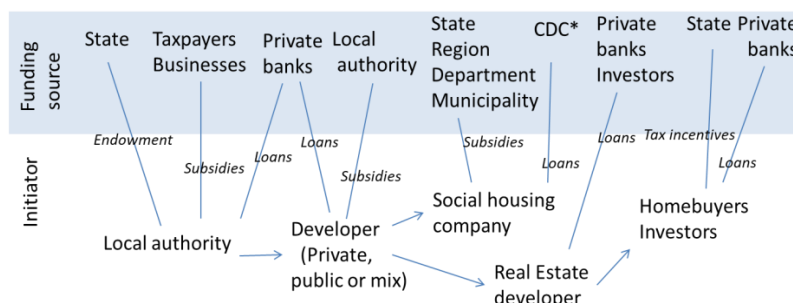 Funding source
State
Taxpayers
Businesses
Private
banks
Local
authority
State
Region
Department
Municipality
CDC*
Private
banks
Investors
State
Private
banks
Endowment
Subsidies
Loans
Loans
Subsidies
Subsidies
Loans
Loans
Tax incentives
Loans
Initiator
Local authority
Developer
(Private,
public or mix)
Social housing
company
Real Estate
developer
Homebuyers
Investors